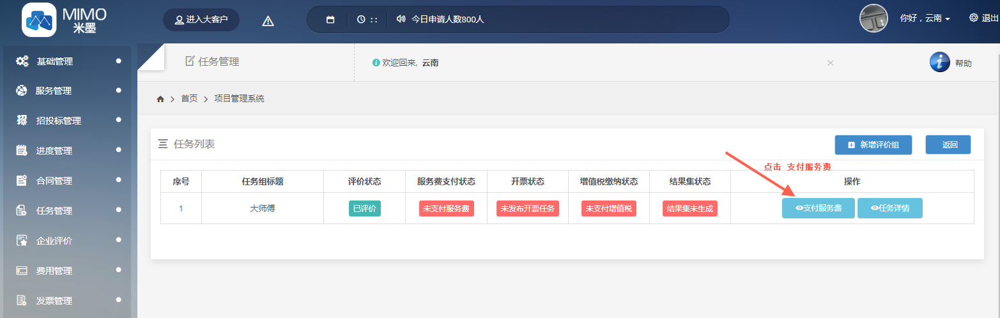 MIMO
米墨
进入大客户
: :
今日申请人数800人
你好，云南
退出
基础管理
服务管理
招投标管理
进度管理
合同管理
任务管理
企业评价
费用管理
发票管理
任务管理
欢迎回来, 云南
×
帮助
首页 > 项目管理系统
任务列表
新增评价组
返回
点击 支付服务费
序号 任务组标题 评价状态 服务费支付状态 开票状态 增值税缴纳状态 结果集状态 操作
1 大师傅 已评价 未支付服务费 未发布开票任务 未支付增值税 结果集未生成 支付服务费 任务详情